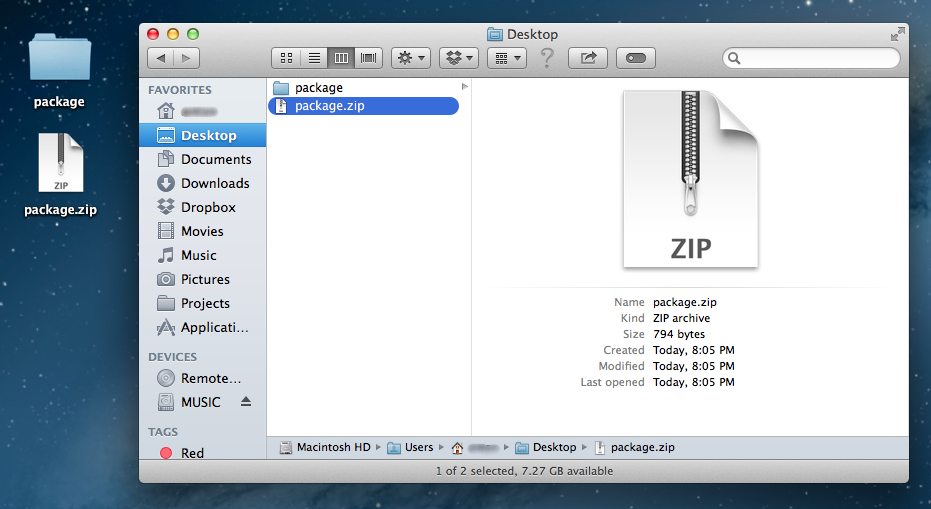 package
ZIP
package.zip
Desktop
FAVORITES
Desktop
Documents
Downloads
Dropbox
Movies
Music
Pictures
Projects
Applicati...
DEVICES
Remote...
MUSIC
TAGS
Red
package
package.zip
ZIP
Name package.zip
Kind ZIP archive
Size 794 bytes
Created Today, 8:05 PM
Modified Today, 8:05 PM
Last opened Today, 8:05 PM
Macintosh HD Users Desktop package.zip
1 of 2 selected, 7.27 GB available